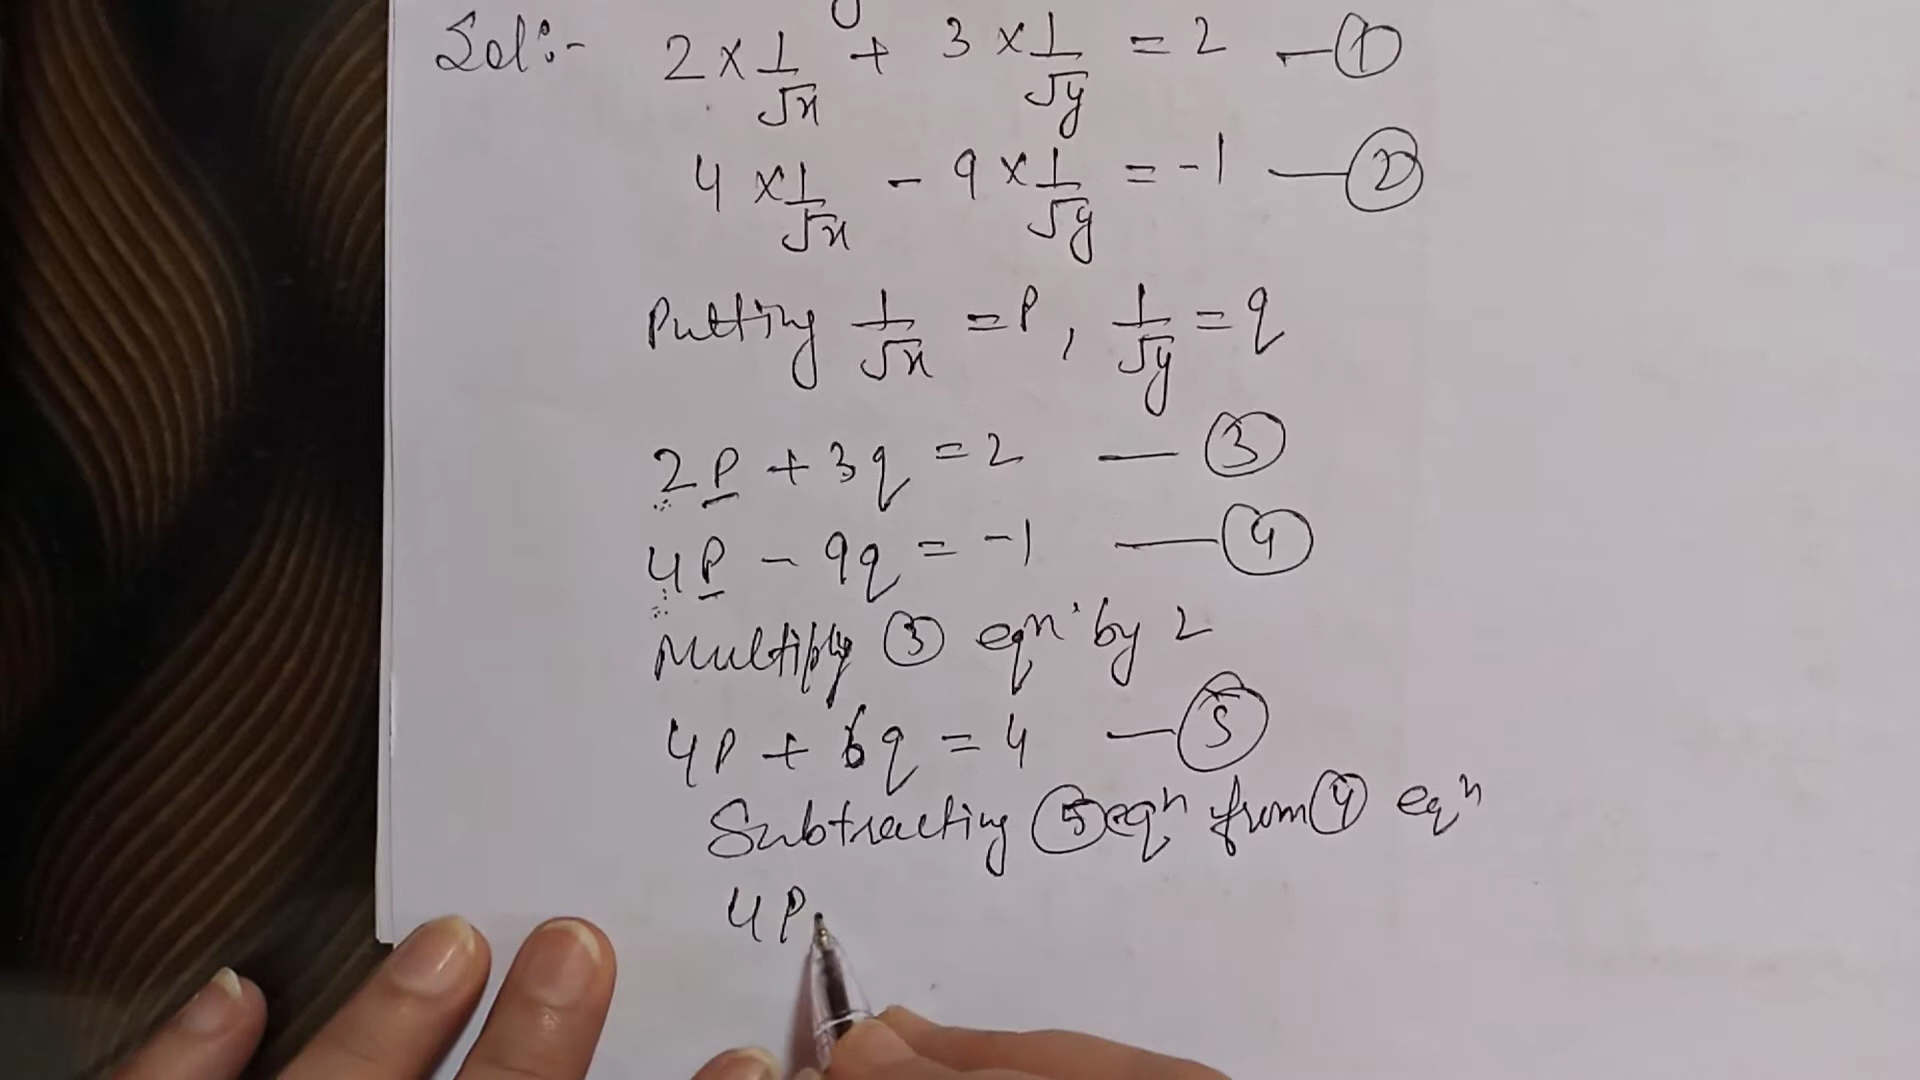 Sol:- 2 × 1/√x + 3 × 1/√y = 2 — ①
4 × 1/√x - 9 × 1/√y = -1 — ②
Putting 1/√x = P, 1/√y = q
2P + 3q = 2 — ③
4P - 9q = -1 — ④
Multiply ③ eqn by 2
4P + 6q = 4 — ⑤
Subtracting ⑤ eqn from ④ eqn
4P